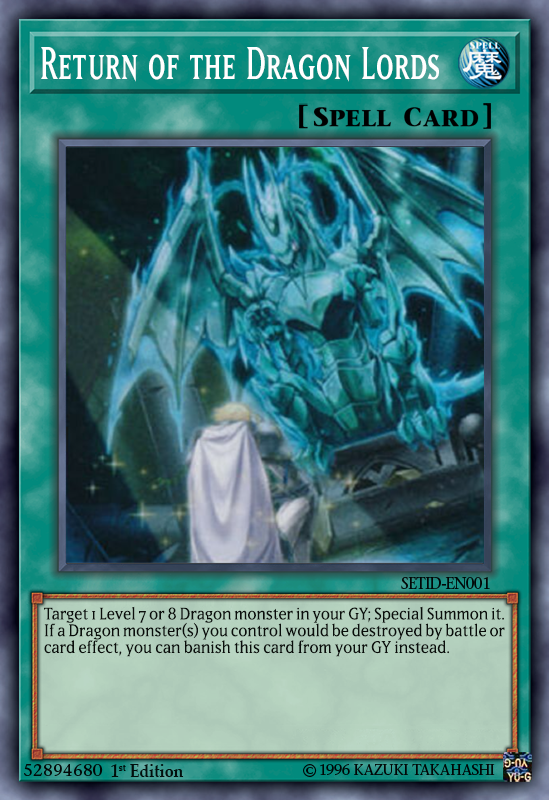 RETURN OF THE DRAGON LORDS
SPELL
魔
[SPELL CARD]
SETID-EN001
Target 1 Level 7 or 8 Dragon monster in your GY; Special Summon it.
If a Dragon monster(s) you control would be destroyed by battle or
card effect, you can banish this card from your GY instead.
52894680 1st Edition © 1996 KAZUKI TAKAHASHI
YU-G